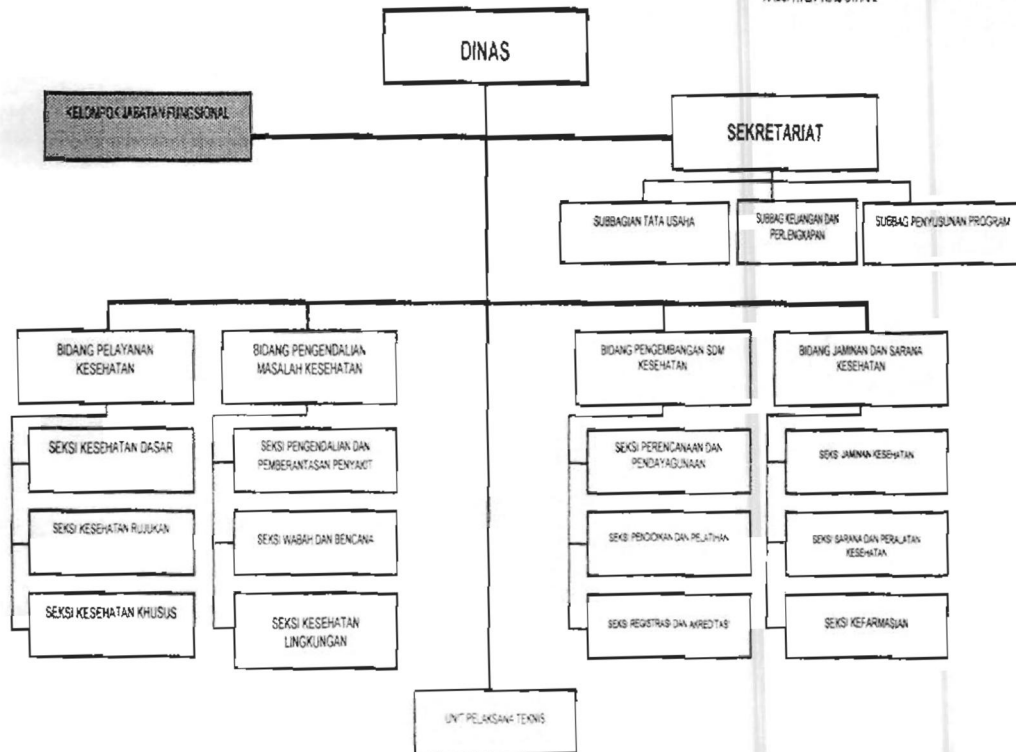 DINAS
KELOMPOK JABATAN FUNGSIONAL
SEKRETARIAT
SUBBAGIAN TATA USAHA
SUBBAG KEUANGAN DAN
PERLENGKAPAN
SUBBAG PENYUSUNAN PROGRAM
BIDANG PELAYANAN
KESEHATAN
BIDANG PENGENDALIAN
MASALAH KESEHATAN
BIDANG PENGEMBANGAN SDM
KESEHATAN
BIDANG JAMINAN DAN SARANA
KESEHATAN
SEKSI KESEHATAN DASAR
SEKSI PENGENDALIAN DAN
PEMBERANTASAN PENYAKIT
SEKSI PERENCANAAN DAN
PENDAYAGUNAAN
SEKSI JAMINAN KESEHATAN
SEKSI KESEHATAN RUJUKAN
SEKSI WABAH DAN BENCANA
SEKSI PENDIDIKAN DAN PELATIHAN
SEKSI SARANA DAN PERALATAN
KESEHATAN
SEKSI KESEHATAN KHUSUS
SEKSI KESEHATAN
LINGKUNGAN
SEKSI REGISTRASI DAN AKREDITASI
SEKSI KEFARMASIAN
UNIT PELAKSANA TEKNIS